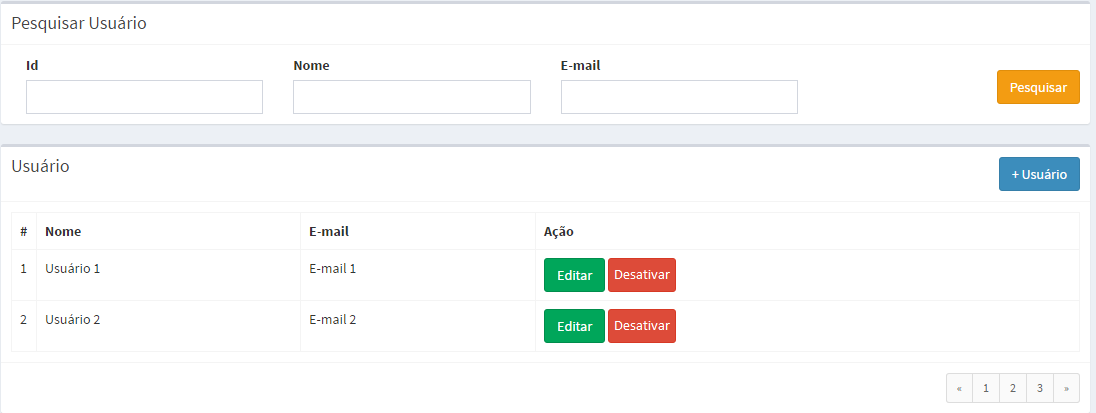 Pesquisar Usuário
Id Nome E-mail
Pesquisar
Usuário
+ Usuário
# Nome E-mail Ação
1 Usuário 1 E-mail 1 Editar Desativar
2 Usuário 2 E-mail 2 Editar Desativar
« 1 2 3 »